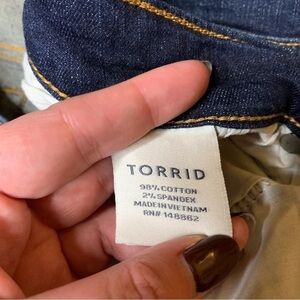 TORRID
98% COTTON
2% SPANDEX
MADE IN VIETNAM
RN# 148862